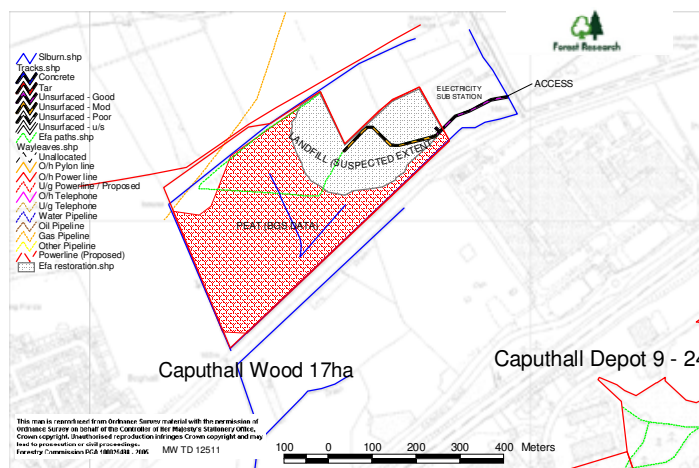 Forest Research
Slburn.shp
Tracks.shp
Concrete
Tar
Unsurfaced - Good
Unsurfaced - Mod
Unsurfaced - Poor
Unsurfaced - u/s
Efa paths.shp
Wayleaves.shp
Unallocated
O/h Pylon line
O/h Power line
U/g Powerline / Proposed
O/h Telephone
U/g Telephone
Water Pipeline
Oil Pipeline
Gas Pipeline
Other Pipeline
Powerline (Proposed)
Efa restoration.shp
ELECTRICITY
SUB STATION
ACCESS
LANDFILL (SUSPECTED EXTENT)
PEAT (BGS DATA)
Caputhall Wood 17ha
Caputhall Depot 9 - 24
This map is reproduced from Ordnance Survey material with the permission of
Ordnance Survey on behalf of the Controller of Her Majesty's Stationery Office,
Crown copyright. Unauthorised reproduction infringes Crown copyright and may
lead to prosecution or civil proceedings.
Forestry Commission PGA 100025498 - 2005
MW TD 12511
100 0 100 200 300 400 Meters